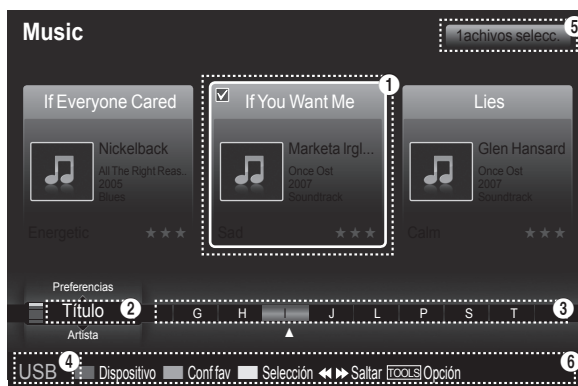 Music
1achivos selecc.
5
1
If Everyone Cared
If You Want Me
Lies
Nickelback
All The Right Reas..
2005
Blues
Marketa Irgl...
Once Ost
2007
Soundtrack
Glen Hansard
Once Ost
2007
Soundtrack
Energetic
Sad
Calm
Preferencias
Título
2
G H I J L P S T
3
Artista
USB
4
Dispositivo
Conf fav
Selección
Saltar
TOOLS Opción
6